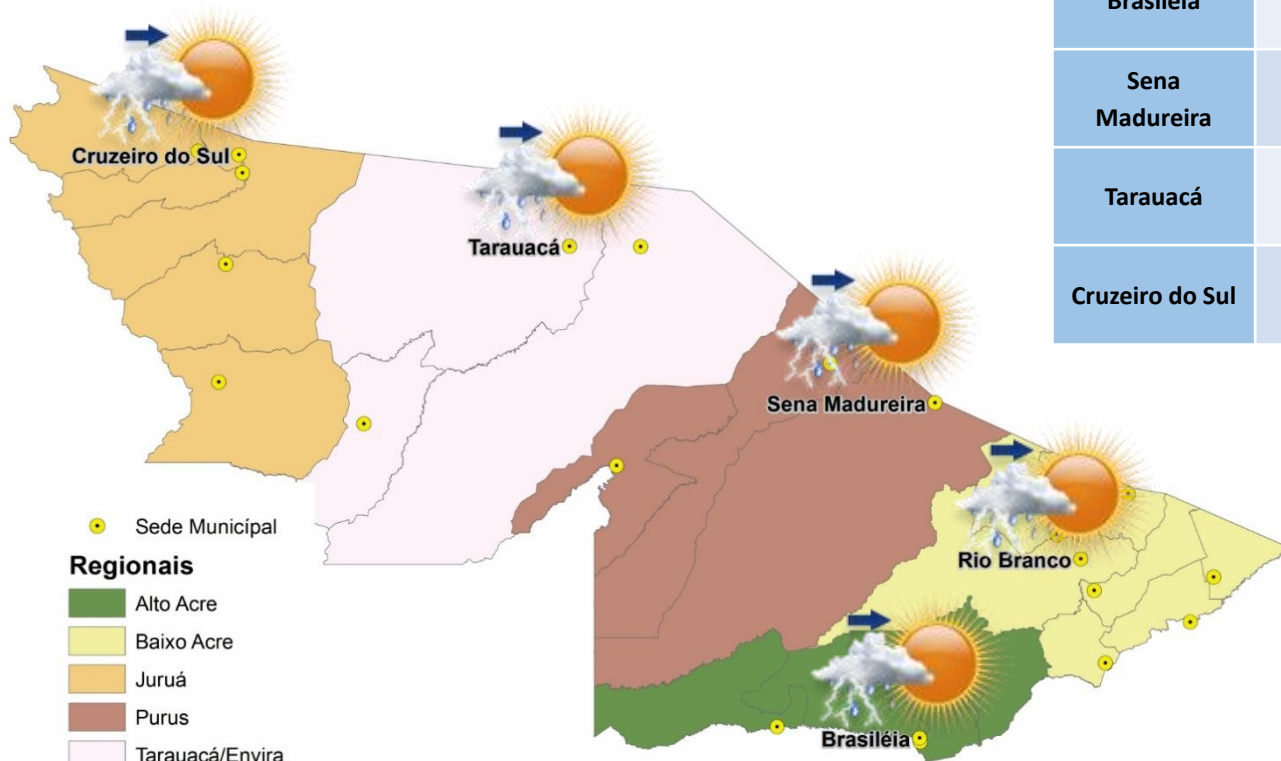 Brasiléia
Sena
Madureira
Tarauacá
Cruzeiro do Sul
Cruzeiro do Sul
Tarauacá
Sena Madureira
Rio Branco
Brasiléia
Sede Municípal
Regionais
Alto Acre
Baixo Acre
Juruá
Purus
Tarauacá/Envira